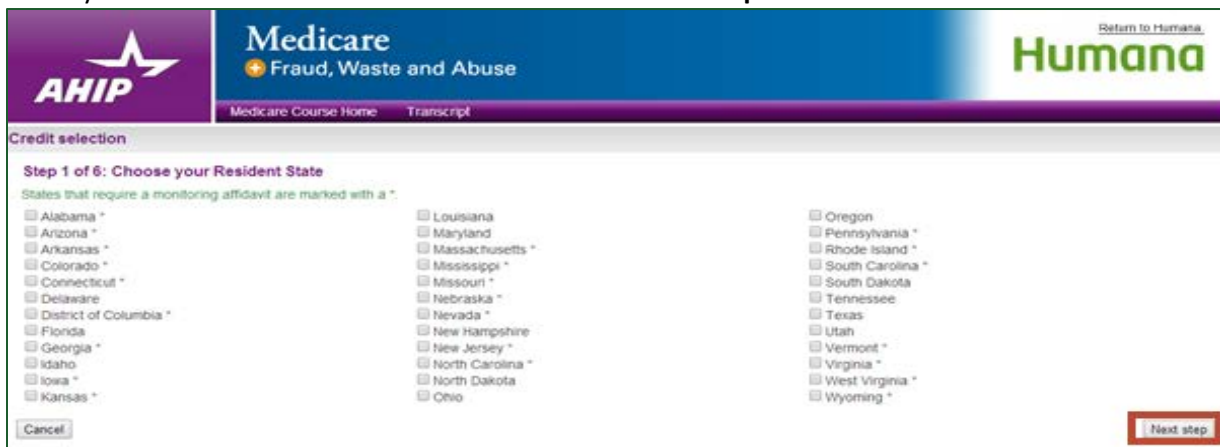 Return to Humana
AHIP
Medicare
Fraud, Waste and Abuse
Humana
Medicare Course Home Transcript
Credit selection
Step 1 of 6: Choose your Resident State
States that require a monitoring affidavit are marked with a *.
Alabama *
Arizona *
Arkansas *
Colorado *
Connecticut *
Delaware
District of Columbia *
Florida
Georgia *
Idaho
Iowa *
Kansas *
Louisiana
Maryland
Massachusetts *
Mississippi *
Missouri *
Nebraska *
Nevada *
New Hampshire
New Jersey *
North Carolina *
North Dakota
Ohio
Oregon
Pennsylvania *
Rhode Island *
South Carolina *
South Dakota
Tennessee
Texas
Utah
Vermont *
Virginia *
West Virginia *
Wyoming *
Cancel
Next step